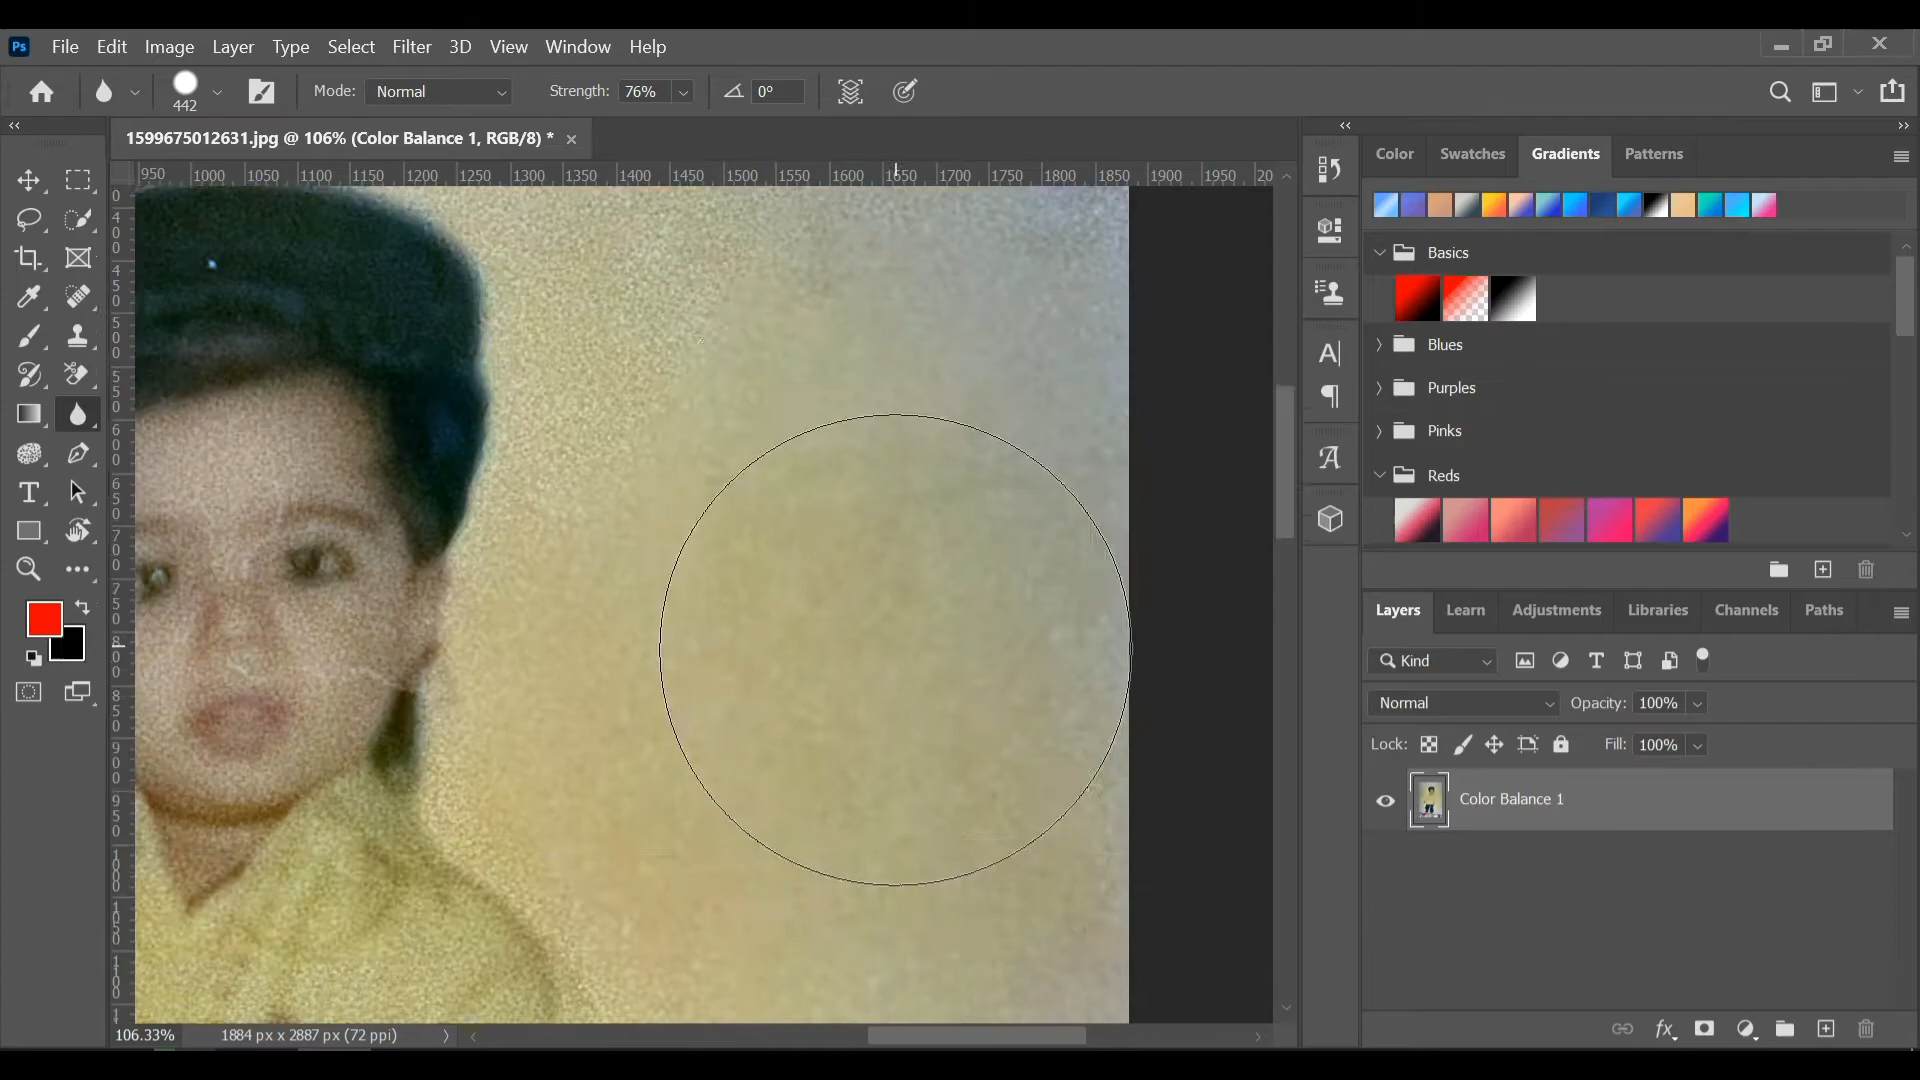 Ps File Edit Image Layer Type Select Filter 3D View Window Help
442 Mode: Normal Strength: 76% 0°
1599675012631.jpg @ 106% (Color Balance 1, RGB/8) *
950 1000 1050 1100 1150 1200 1250 1300 1350 1400 1450 1500 1550 1600 1650 1700 1750 1800 1850 1900 1950 20
Color Swatches Gradients Patterns
Basics
Blues
Purples
Pinks
Reds
Layers Learn Adjustments Libraries Channels Paths
Kind
Normal Opacity: 100%
Lock: Fill: 100%
Color Balance 1
106.33% 1884 px x 2887 px (72 ppi)